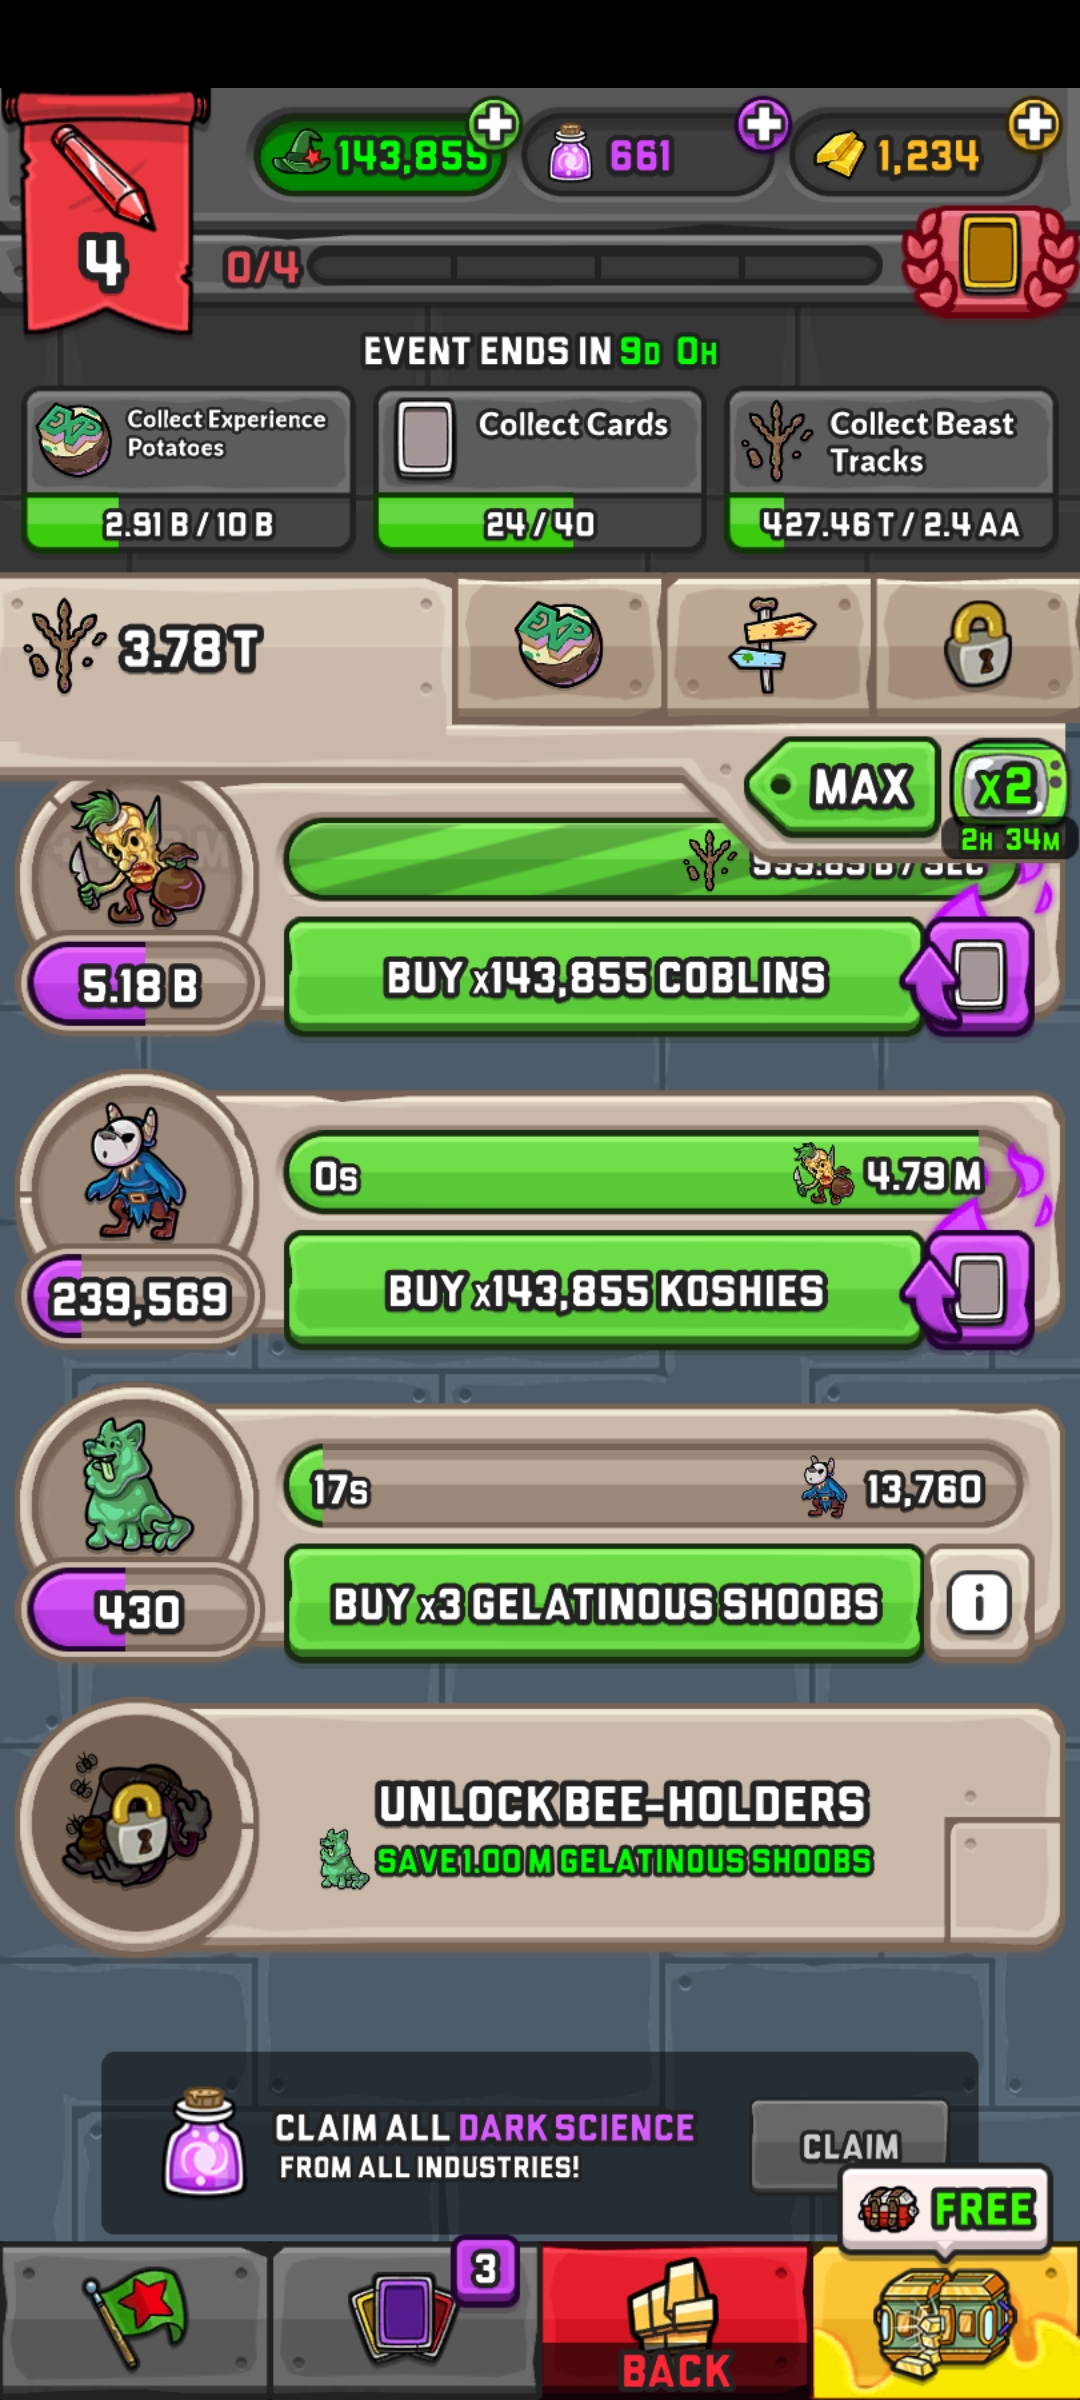 143,855
661
1,234
4
0/4
EVENT ENDS IN 9D 0H
Collect Experience
Potatoes
2.91 B / 10 B
Collect Cards
24 / 40
Collect Beast
Tracks
427.46 T / 2.4 AA
3.78 T
EXP
MAX
x2
2H 34M
/ SEC
5.18 B
BUY x143,855 COBLINS
0s
4.79 M
239,569
BUY x143,855 KOSHIES
17s
13,760
430
BUY x3 GELATINOUS SHOOBS
i
UNLOCK BEE-HOLDERS
SAVE 1.00 M GELATINOUS SHOOBS
CLAIM ALL DARK SCIENCE
FROM ALL INDUSTRIES!
CLAIM
FREE
3
BACK